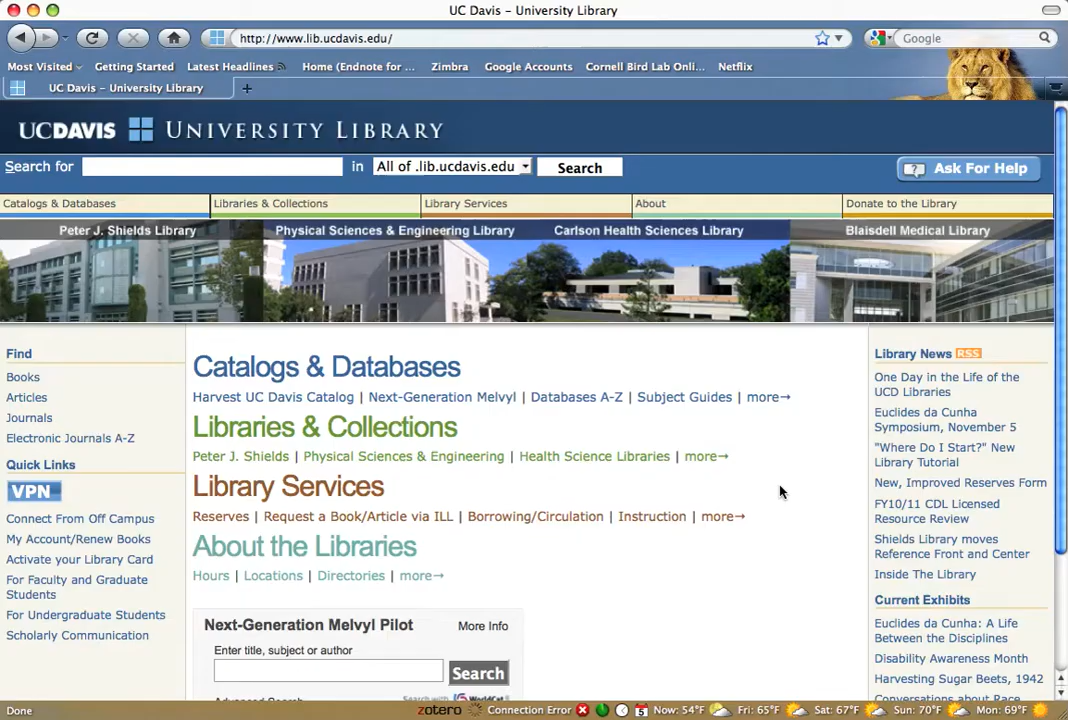 UC Davis – University Library
http://www.lib.ucdavis.edu/
Google
Most Visited
Getting Started
Latest Headlines
Home (Endnote for ...
Zimbra
Google Accounts
Cornell Bird Lab Onli...
Netflix
UC Davis – University Library
UCDAVIS UNIVERSITY LIBRARY
Search for in All of .lib.ucdavis.edu Search
Ask For Help
Catalogs & Databases
Libraries & Collections
Library Services
About
Donate to the Library
Peter J. Shields Library
Physical Sciences & Engineering Library
Carlson Health Sciences Library
Blaisdell Medical Library
Find
Books
Articles
Journals
Electronic Journals A-Z
Quick Links
VPN
Connect From Off Campus
My Account/Renew Books
Activate your Library Card
For Faculty and Graduate
Students
For Undergraduate Students
Scholarly Communication
Catalogs & Databases
Harvest UC Davis Catalog | Next-Generation Melvyl | Databases A-Z | Subject Guides | more→
Libraries & Collections
Peter J. Shields | Physical Sciences & Engineering | Health Science Libraries | more→
Library Services
Reserves | Request a Book/Article via ILL | Borrowing/Circulation | Instruction | more→
About the Libraries
Hours | Locations | Directories | more→
Next-Generation Melvyl Pilot More Info
Enter title, subject or author
Search
Advanced Search Search with WorldCat
Library News RSS
One Day in the Life of the
UCD Libraries
Euclides da Cunha
Symposium, November 5
"Where Do I Start?" New
Library Tutorial
New, Improved Reserves Form
FY10/11 CDL Licensed
Resource Review
Shields Library moves
Reference Front and Center
Inside The Library
Current Exhibits
Euclides da Cunha: A Life
Between the Disciplines
Disability Awareness Month
Harvesting Sugar Beets, 1942
Conversations about Race
Done
zotero
Connection Error
5
Now: 54°F
Fri: 65°F
Sat: 67°F
Sun: 70°F
Mon: 69°F